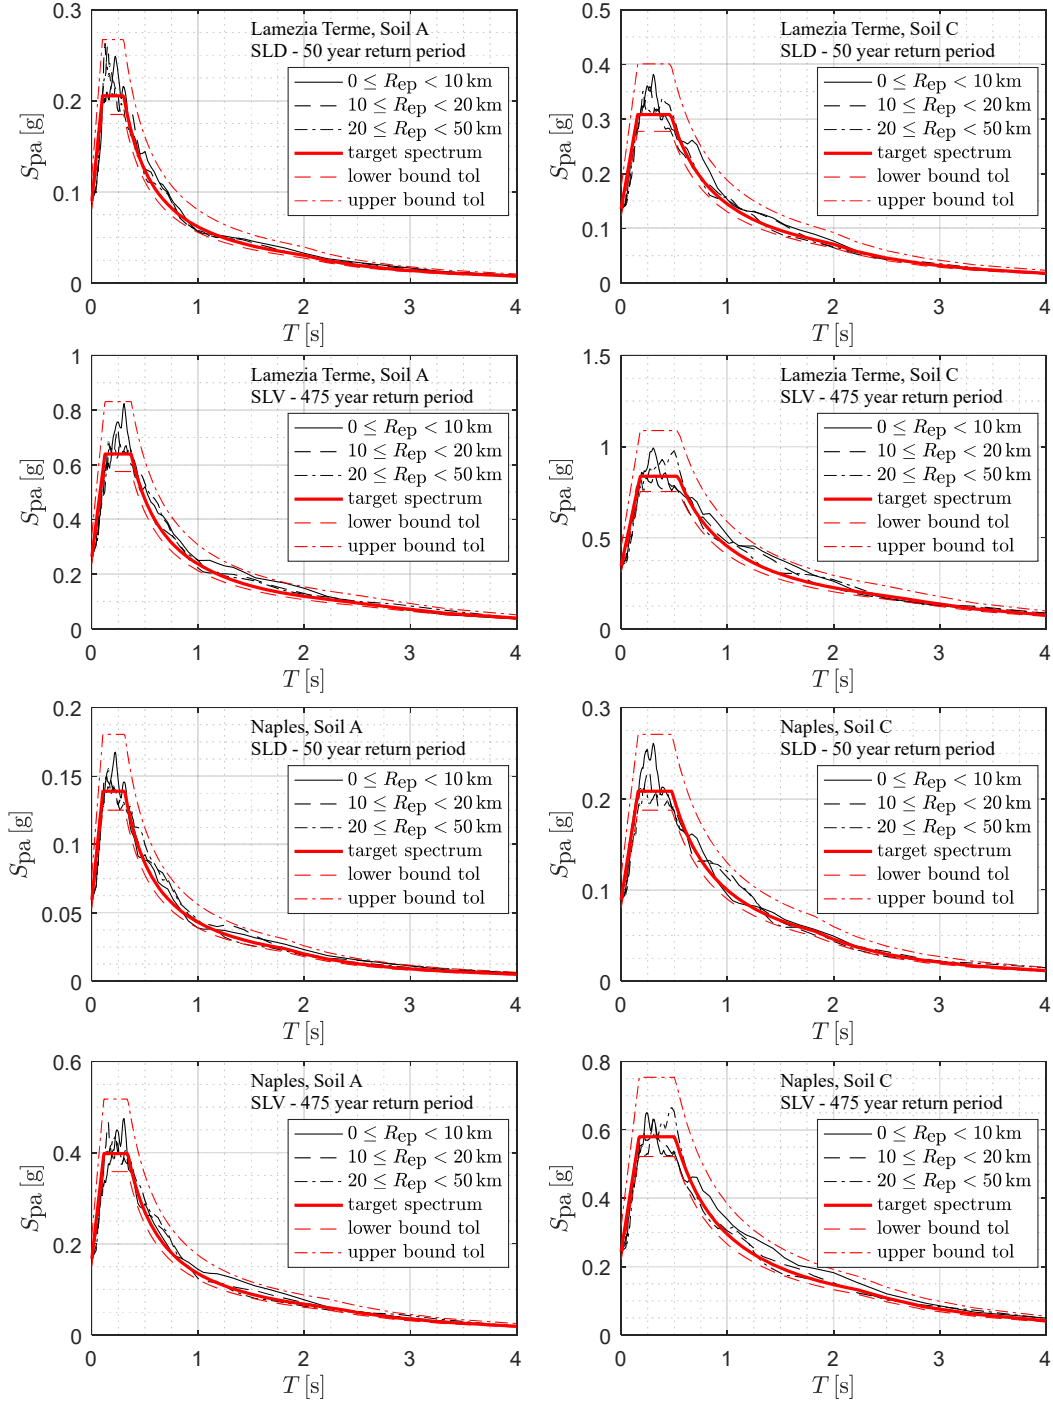 0.3
0.2
0.1
0
Spa [g]
Lamezia Terme, Soil A
SLD - 50 year return period
0 ≤ Rep < 10 km
10 ≤ Rep < 20 km
20 ≤ Rep < 50 km
target spectrum
lower bound tol
upper bound tol
0 1 2 3 4
T [s]
0.5
0.4
0.3
0.2
0.1
0
Spa [g]
Lamezia Terme, Soil C
SLD - 50 year return period
0 ≤ Rep < 10 km
10 ≤ Rep < 20 km
20 ≤ Rep < 50 km
target spectrum
lower bound tol
upper bound tol
0 1 2 3 4
T [s]
1
0.8
0.6
0.4
0.2
0
Spa [g]
Lamezia Terme, Soil A
SLV - 475 year return period
0 ≤ Rep < 10 km
10 ≤ Rep < 20 km
20 ≤ Rep < 50 km
target spectrum
lower bound tol
upper bound tol
0 1 2 3 4
T [s]
1.5
1
0.5
0
Spa [g]
Lamezia Terme, Soil C
SLV - 475 year return period
0 ≤ Rep < 10 km
10 ≤ Rep < 20 km
20 ≤ Rep < 50 km
target spectrum
lower bound tol
upper bound tol
0 1 2 3 4
T [s]
0.2
0.15
0.1
0.05
0
Spa [g]
Naples, Soil A
SLD - 50 year return period
0 ≤ Rep < 10 km
10 ≤ Rep < 20 km
20 ≤ Rep < 50 km
target spectrum
lower bound tol
upper bound tol
0 1 2 3 4
T [s]
0.3
0.2
0.1
0
Spa [g]
Naples, Soil C
SLD - 50 year return period
0 ≤ Rep < 10 km
10 ≤ Rep < 20 km
20 ≤ Rep < 50 km
target spectrum
lower bound tol
upper bound tol
0 1 2 3 4
T [s]
0.6
0.4
0.2
0
Spa [g]
Naples, Soil A
SLV - 475 year return period
0 ≤ Rep < 10 km
10 ≤ Rep < 20 km
20 ≤ Rep < 50 km
target spectrum
lower bound tol
upper bound tol
0 1 2 3 4
T [s]
0.8
0.6
0.4
0.2
0
Spa [g]
Naples, Soil C
SLV - 475 year return period
0 ≤ Rep < 10 km
10 ≤ Rep < 20 km
20 ≤ Rep < 50 km
target spectrum
lower bound tol
upper bound tol
0 1 2 3 4
T [s]